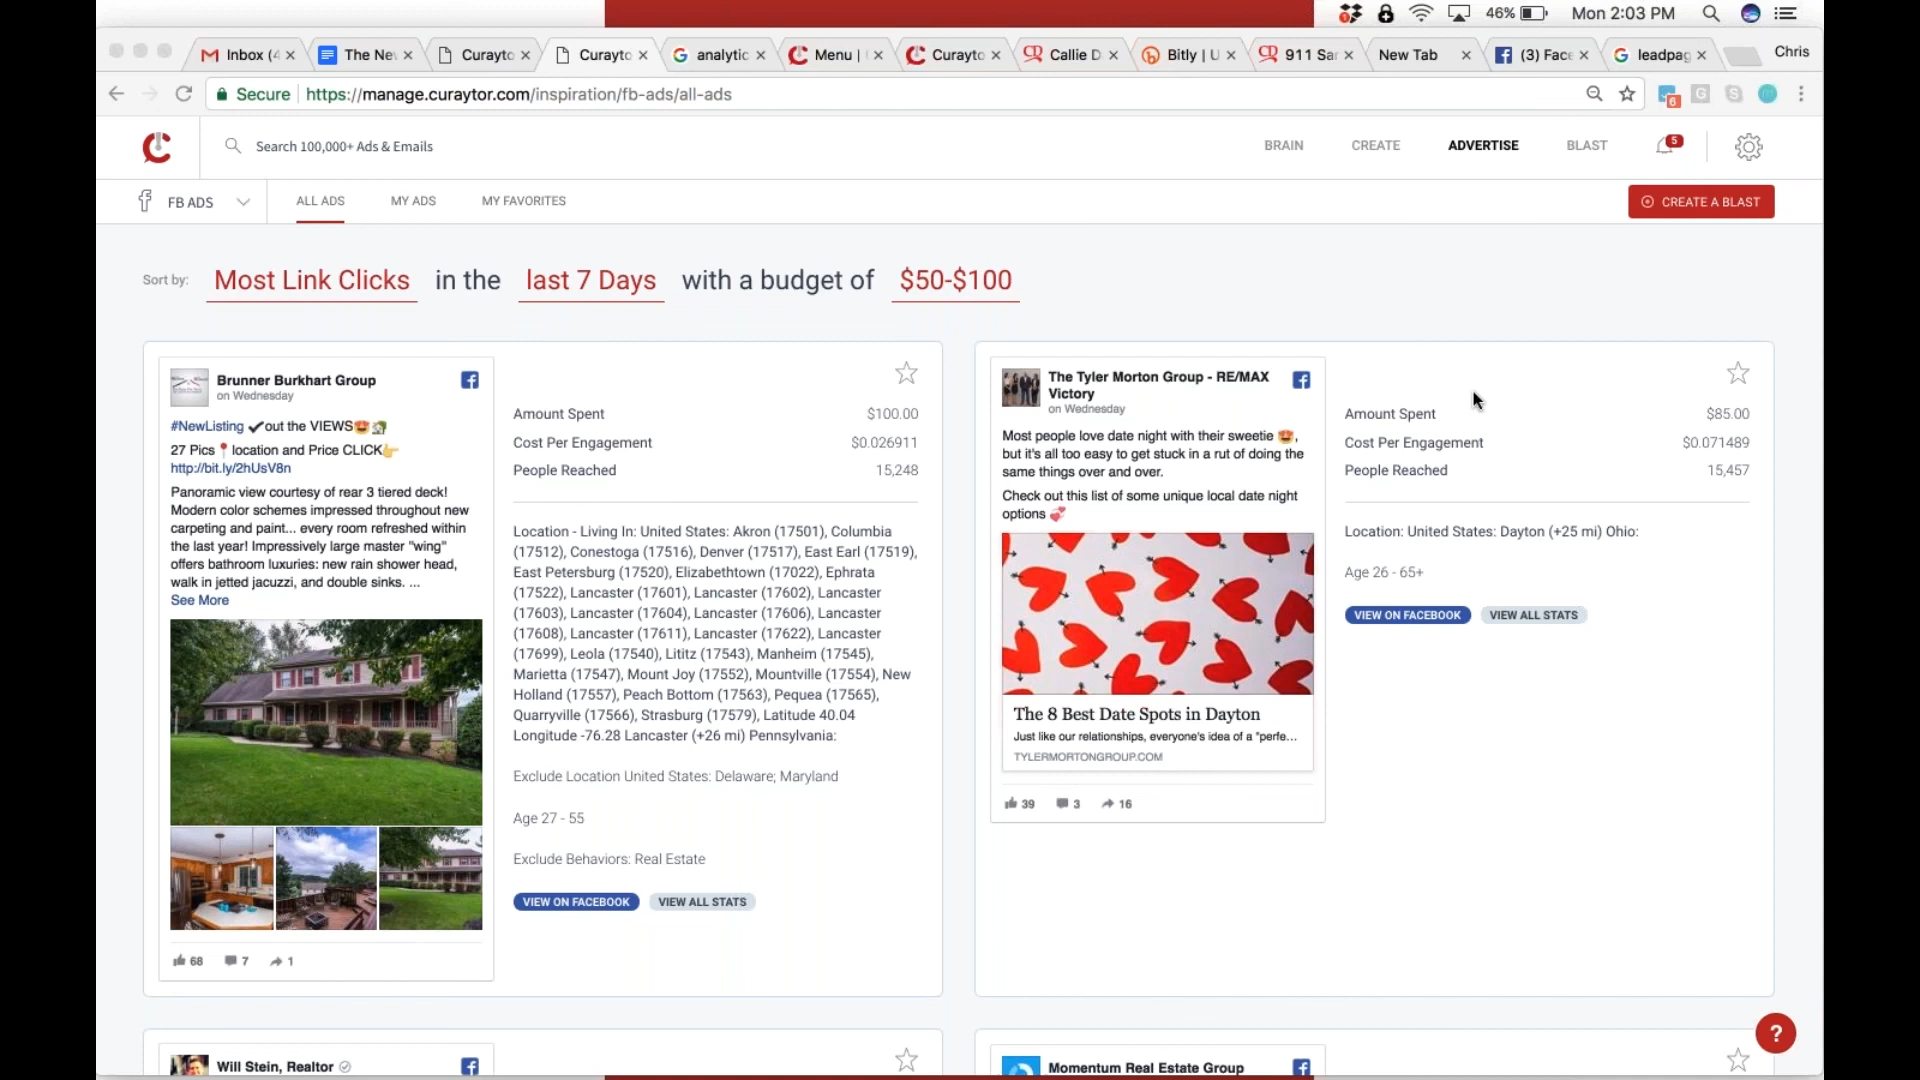 46% Mon 2:03 PM
Inbox (4 The Nev Curayto Curayto analytic Menu | Curayto Callie D Bitly | U 911 Sar New Tab (3) Face leadpag Chris
Secure https://manage.curaytor.com/inspiration/fb-ads/all-ads 6
Search 100,000+ Ads & Emails BRAIN CREATE ADVERTISE BLAST 5
FB ADS ALL ADS MY ADS MY FAVORITES CREATE A BLAST
Sort by: Most Link Clicks in the last 7 Days with a budget of $50-$100
Brunner Burkhart Group
on Wednesday
#NewListing ✔out the VIEWS😍🏡
27 Pics📍location and Price CLICK👉
http://bit.ly/2hUsV8n
Panoramic view courtesy of rear 3 tiered deck!
Modern color schemes impressed throughout new
carpeting and paint... every room refreshed within
the last year! Impressively large master "wing"
offers bathroom luxuries: new rain shower head,
walk in jetted jacuzzi, and double sinks. ...
See More
68 7 1
Amount Spent $100.00
Cost Per Engagement $0.026911
People Reached 15,248
Location - Living In: United States: Akron (17501), Columbia
(17512), Conestoga (17516), Denver (17517), East Earl (17519),
East Petersburg (17520), Elizabethtown (17022), Ephrata
(17522), Lancaster (17601), Lancaster (17602), Lancaster
(17603), Lancaster (17604), Lancaster (17606), Lancaster
(17608), Lancaster (17611), Lancaster (17622), Lancaster
(17699), Leola (17540), Lititz (17543), Manheim (17545),
Marietta (17547), Mount Joy (17552), Mountville (17554), New
Holland (17557), Peach Bottom (17563), Pequea (17565),
Quarryville (17566), Strasburg (17579), Latitude 40.04
Longitude -76.28 Lancaster (+26 mi) Pennsylvania:
Exclude Location United States: Delaware; Maryland
Age 27 - 55
Exclude Behaviors: Real Estate
VIEW ON FACEBOOK VIEW ALL STATS
The Tyler Morton Group - RE/MAX
Victory
on Wednesday
Most people love date night with their sweetie 😍,
but it's all too easy to get stuck in a rut of doing the
same things over and over.
Check out this list of some unique local date night
options 💞
The 8 Best Date Spots in Dayton
Just like our relationships, everyone's idea of a "perfe...
TYLERMORTONGROUP.COM
39 3 16
Amount Spent $85.00
Cost Per Engagement $0.071489
People Reached 15,457
Location: United States: Dayton (+25 mi) Ohio:
Age 26 - 65+
VIEW ON FACEBOOK VIEW ALL STATS
Will Stein, Realtor
Momentum Real Estate Group
?